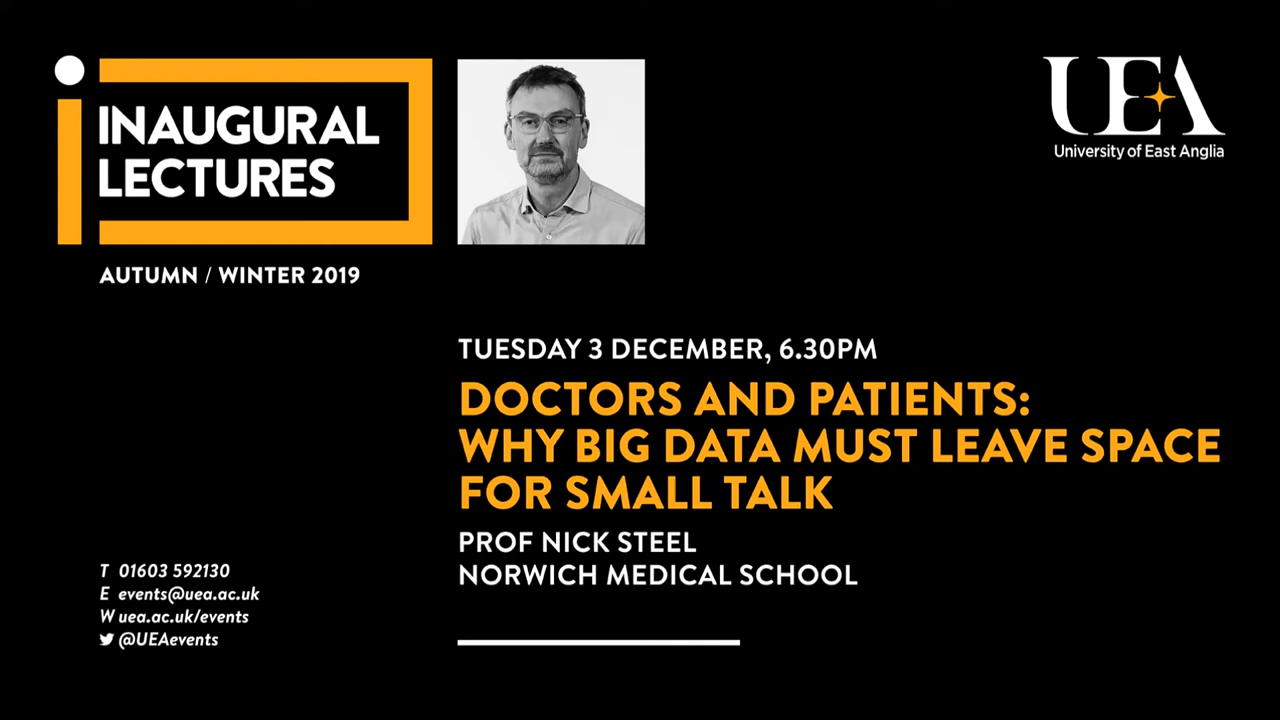 INAUGURAL
LECTURES
AUTUMN / WINTER 2019
UEA
University of East Anglia
TUESDAY 3 DECEMBER, 6.30PM
DOCTORS AND PATIENTS:
WHY BIG DATA MUST LEAVE SPACE
FOR SMALL TALK
PROF NICK STEEL
NORWICH MEDICAL SCHOOL
T 01603 592130
E events@uea.ac.uk
W uea.ac.uk/events
@UEAevents